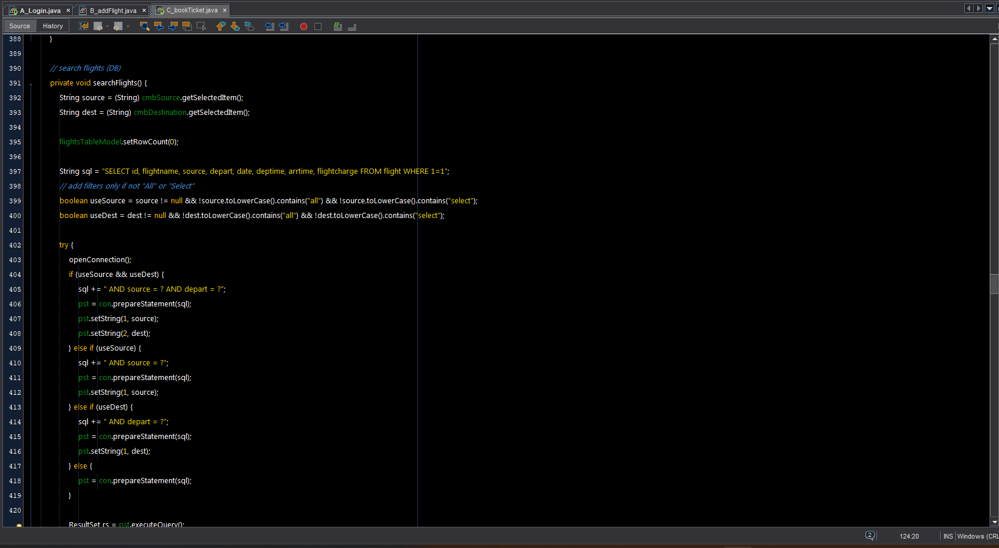 A_Login.java × B_addFlight.java × C_bookTicket.java ×
Source History
388 }
389
390 // search flights (DB)
391 private void searchFlights() {
392 String source = (String) cmbSource.getSelectedItem();
393 String dest = (String) cmbDestination.getSelectedItem();
394
395 flightsTableModel.setRowCount(0);
396
397 String sql = "SELECT id, flightname, source, depart, date, deptime, arrtime, flightcharge FROM flight WHERE 1=1";
398 // add filters only if not "All" or "Select"
399 boolean useSource = source != null && !source.toLowerCase().contains("all") && !source.toLowerCase().contains("select");
400 boolean useDest = dest != null && !dest.toLowerCase().contains("all") && !dest.toLowerCase().contains("select");
401
402 try {
403 openConnection();
404 if (useSource && useDest) {
405 sql += " AND source = ? AND depart = ?";
406 pst = con.prepareStatement(sql);
407 pst.setString(1, source);
408 pst.setString(2, dest);
409 } else if (useSource) {
410 sql += " AND source = ?";
411 pst = con.prepareStatement(sql);
412 pst.setString(1, source);
413 } else if (useDest) {
414 sql += " AND depart = ?";
415 pst = con.prepareStatement(sql);
416 pst.setString(1, dest);
417 } else {
418 pst = con.prepareStatement(sql);
419 }
420
ResultSet rs = pst.executeQuery();
2 124:20 INS Windows (CRL